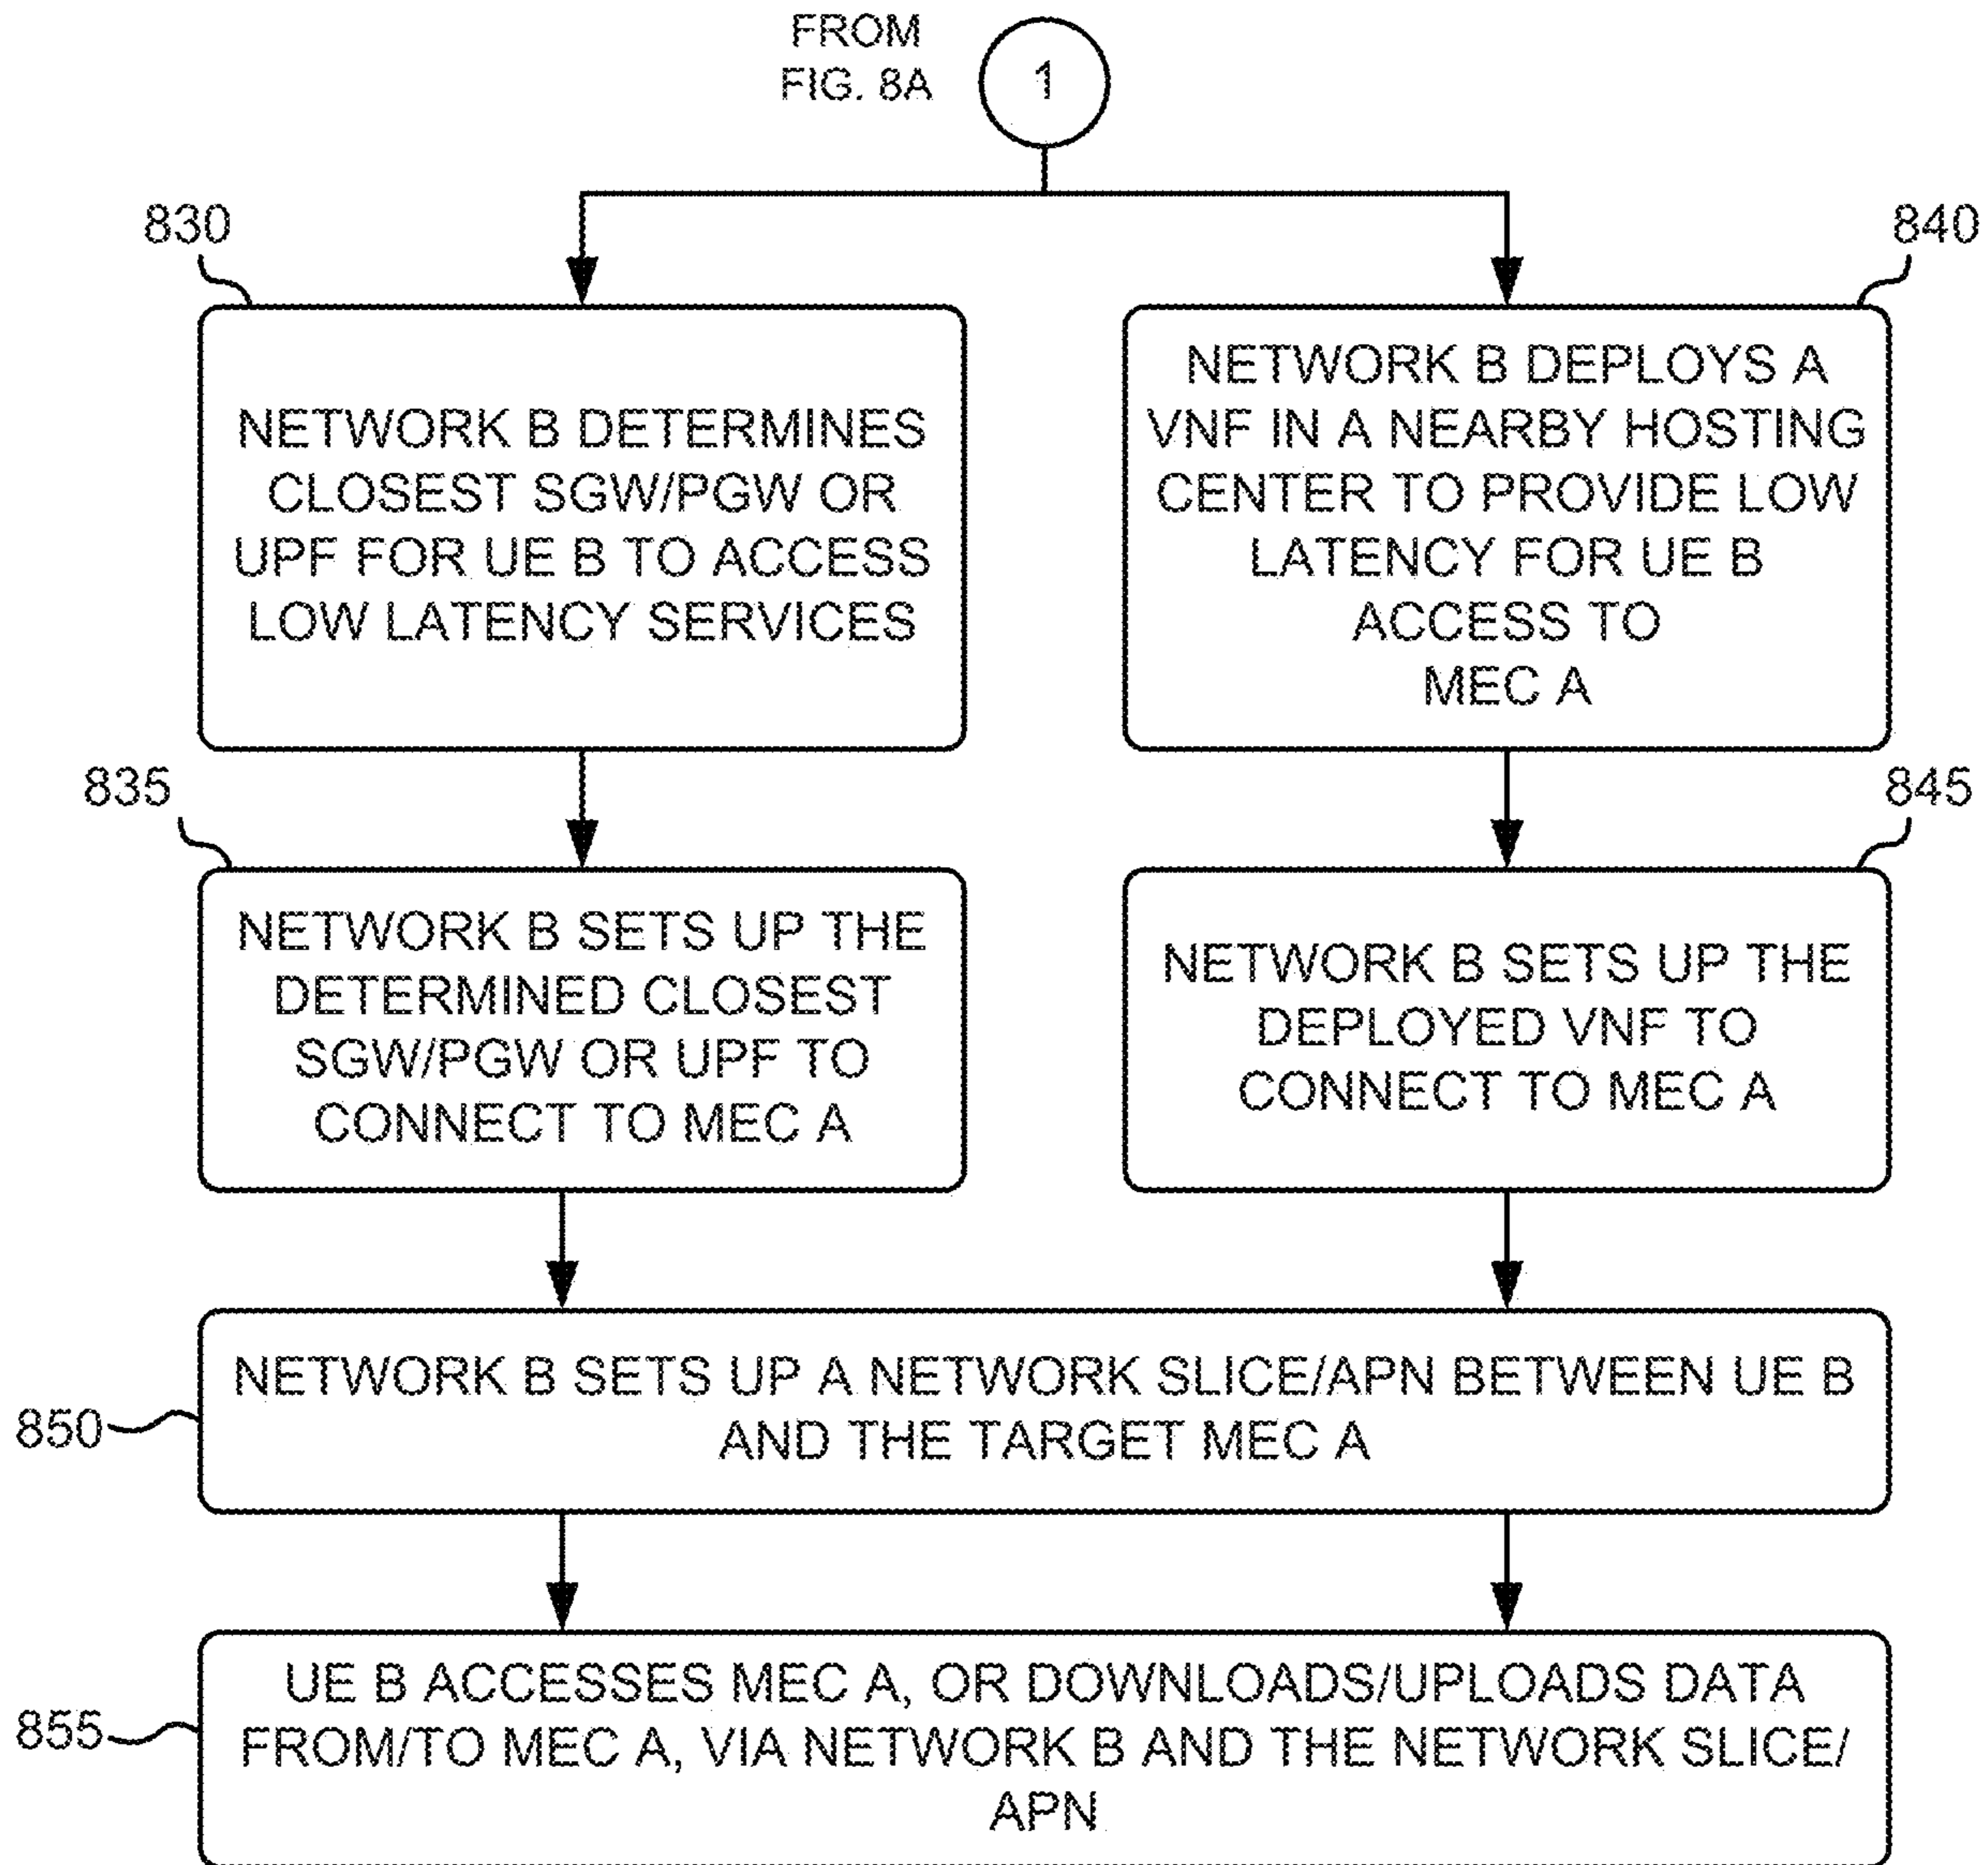 FROM
FIG. 8A
1
830
NETWORK B DETERMINES
CLOSEST SGW/PGW OR
UPF FOR UE B TO ACCESS
LOW LATENCY SERVICES
840
NETWORK B DEPLOYS A
VNF IN A NEARBY HOSTING
CENTER TO PROVIDE LOW
LATENCY FOR UE B
ACCESS TO
MEC A
835
NETWORK B SETS UP THE
DETERMINED CLOSEST
SGW/PGW OR UPF TO
CONNECT TO MEC A
845
NETWORK B SETS UP THE
DEPLOYED VNF TO
CONNECT TO MEC A
850
NETWORK B SETS UP A NETWORK SLICE/APN BETWEEN UE B
AND THE TARGET MEC A
855
UE B ACCESSES MEC A, OR DOWNLOADS/UPLOADS DATA
FROM/TO MEC A, VIA NETWORK B AND THE NETWORK SLICE/
APN